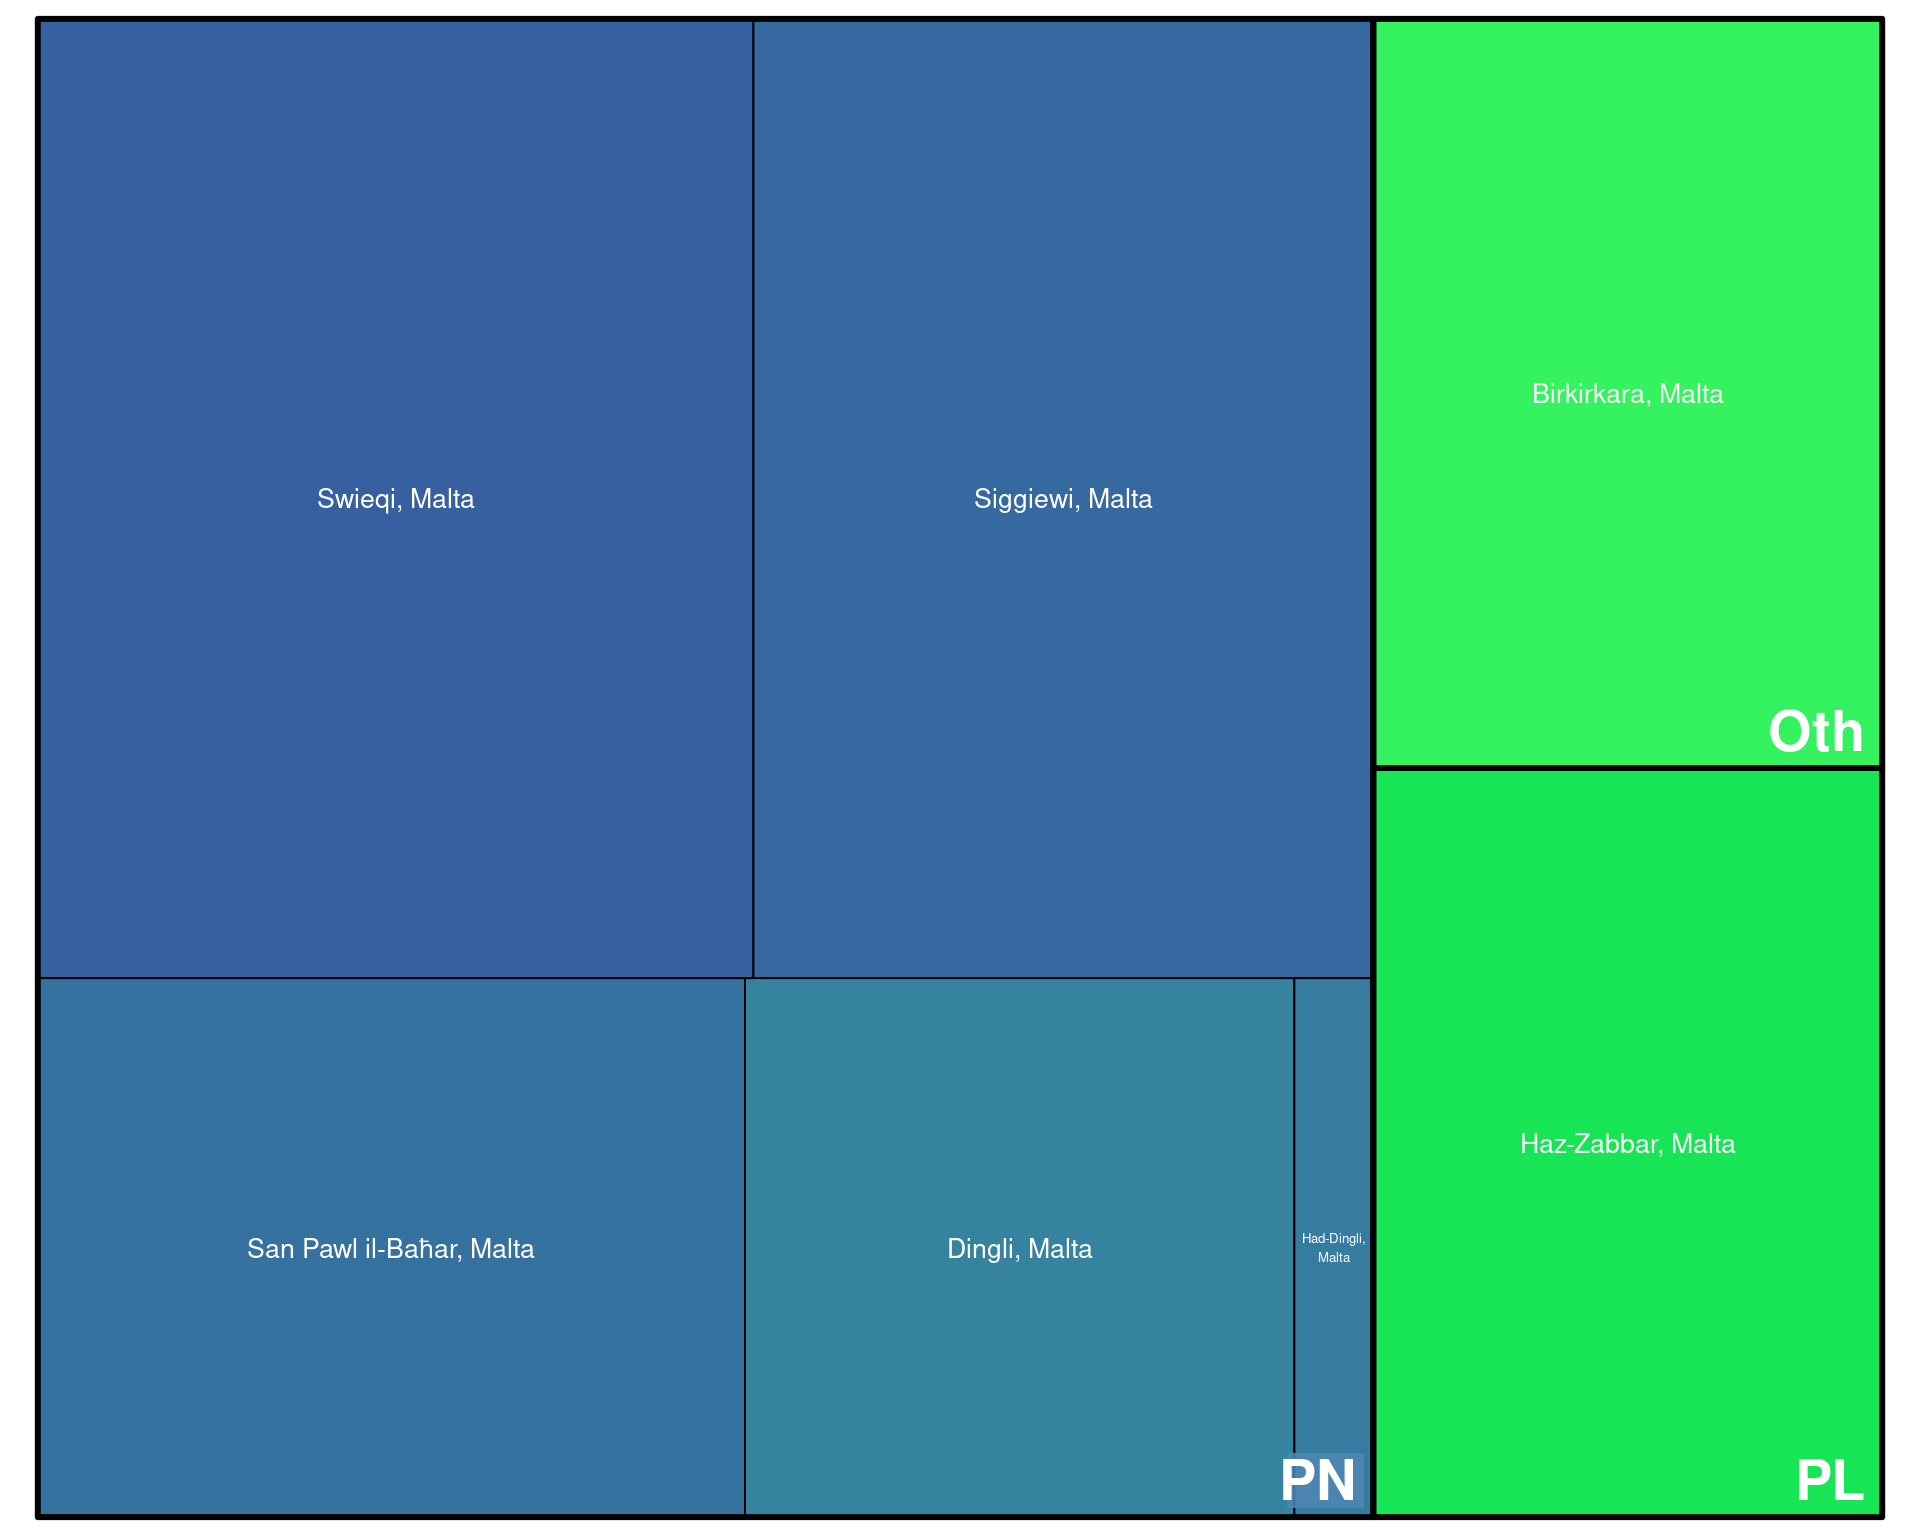 Swieqi, Malta
Siggiewi, Malta
Birkirkara, Malta
Oth
San Pawl il-Baħar, Malta
Dingli, Malta
Had-Dingli,
Malta
PN
Haz-Zabbar, Malta
PL